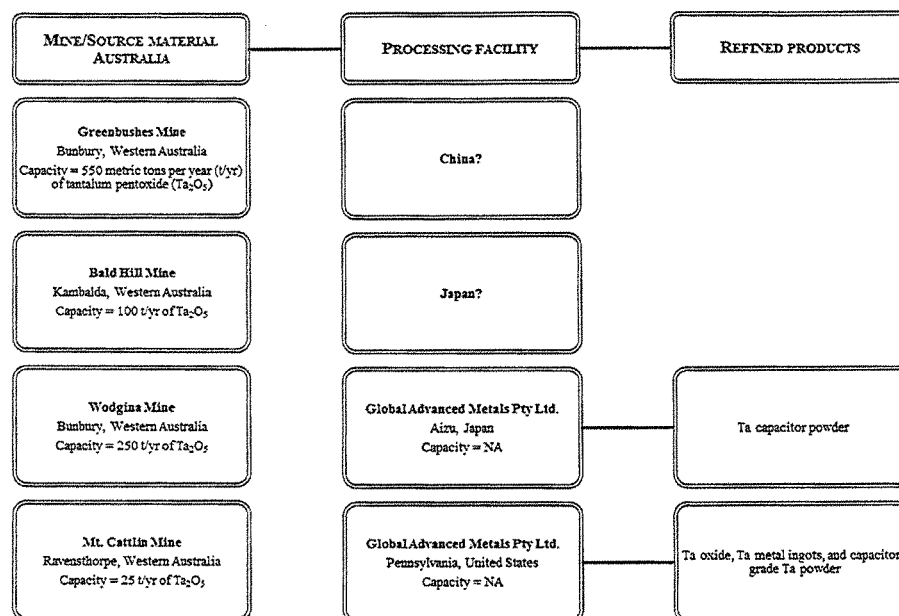 MINE/SOURCE MATERIAL
AUSTRALIA
PROCESSING FACILITY
REFINED PRODUCTS
Greenbushes Mine
Bunbury, Western Australia
Capacity = 550 metric tons per year (t/yr)
of tantalum pentoxide (Ta₂O₅)
China?
Bald Hill Mine
Kambalda, Western Australia
Capacity = 100 t/yr of Ta₂O₅
Japan?
Wodgina Mine
Bunbury, Western Australia
Capacity = 250 t/yr of Ta₂O₅
Global Advanced Metals Pty Ltd.
Aizu, Japan
Capacity = NA
Ta capacitor powder
Mt. Cattlin Mine
Ravensthorpe, Western Australia
Capacity = 25 t/yr of Ta₂O₅
Global Advanced Metals Pty Ltd.
Pennsylvania, United States
Capacity = NA
Ta oxide, Ta metal ingots, and capacitor
grade Ta powder